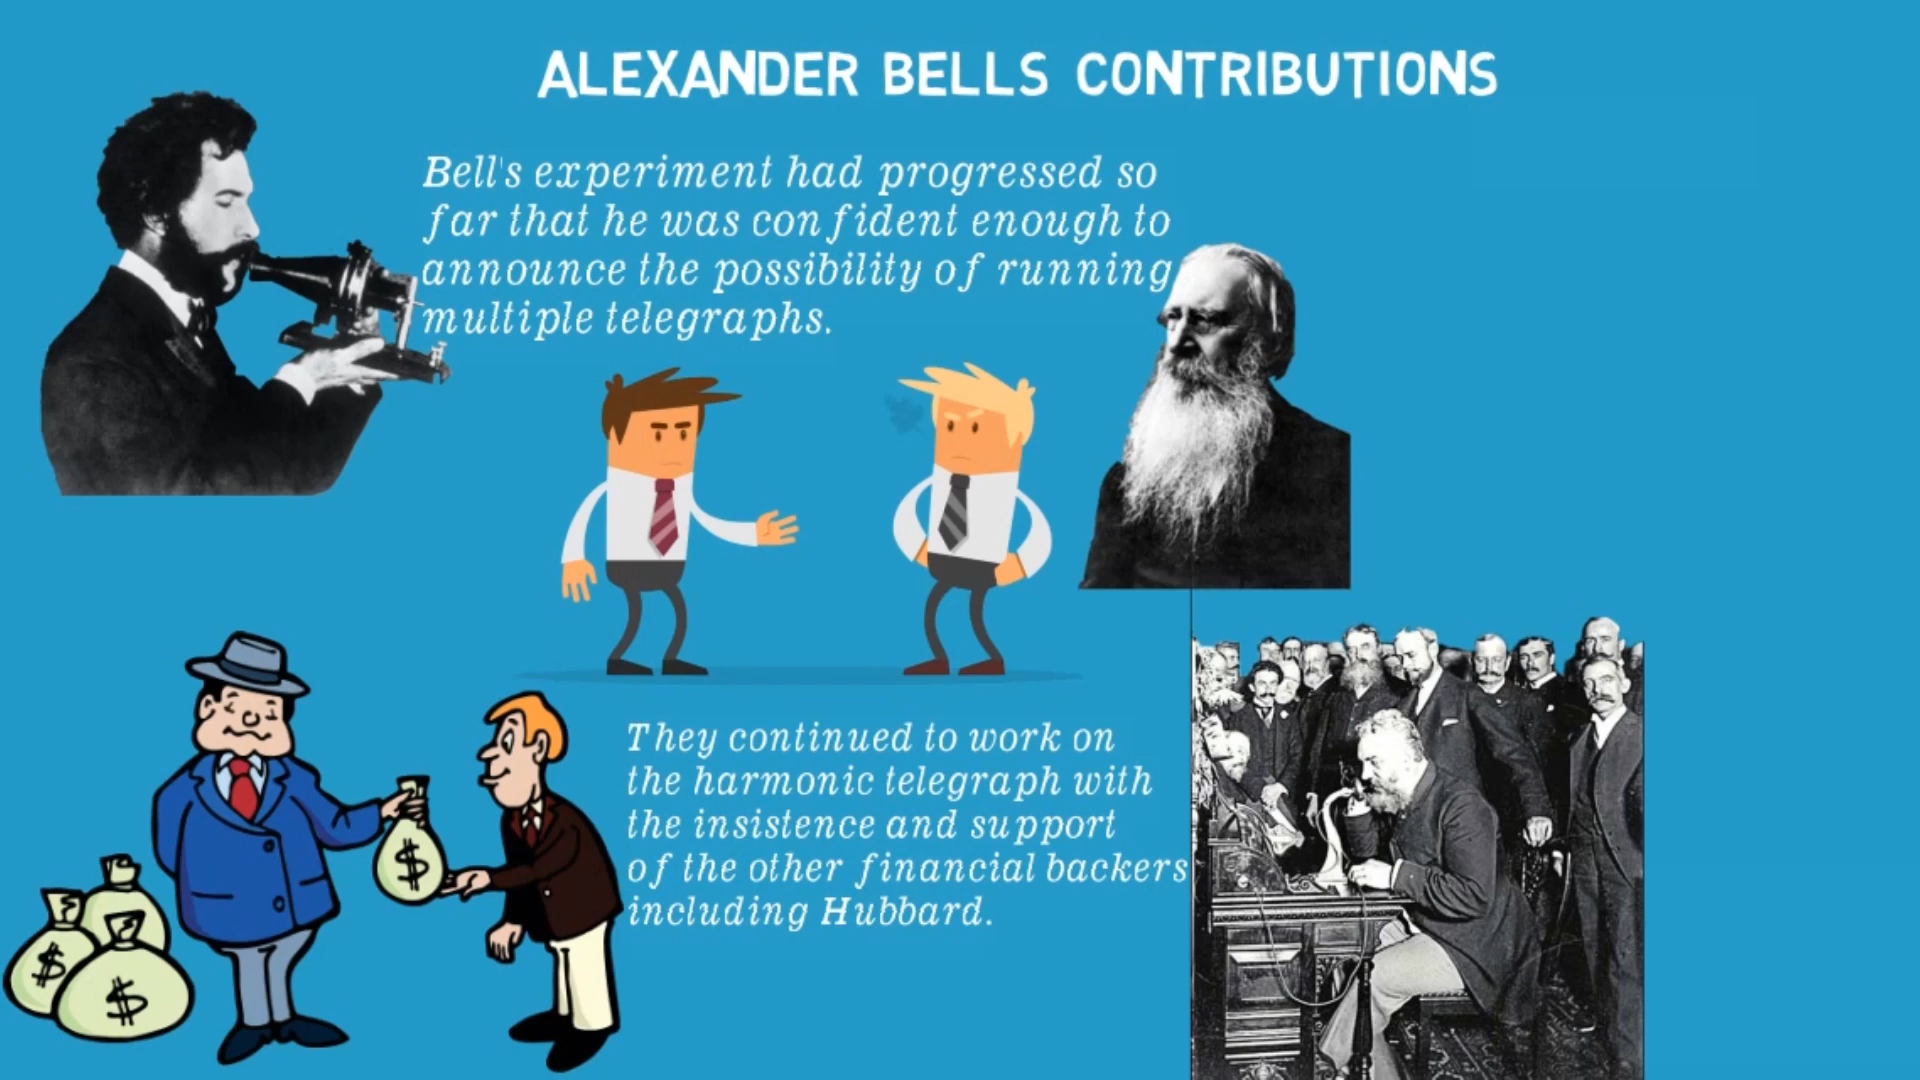 ALEXANDER BELLS CONTRIBUTIONS
Bell's experiment had progressed so
far that he was confident enough to
announce the possibility of running
multiple telegraphs.
They continued to work on
the harmonic telegraph with
the insistence and support
of the other financial backers
including Hubbard.
$
$
$